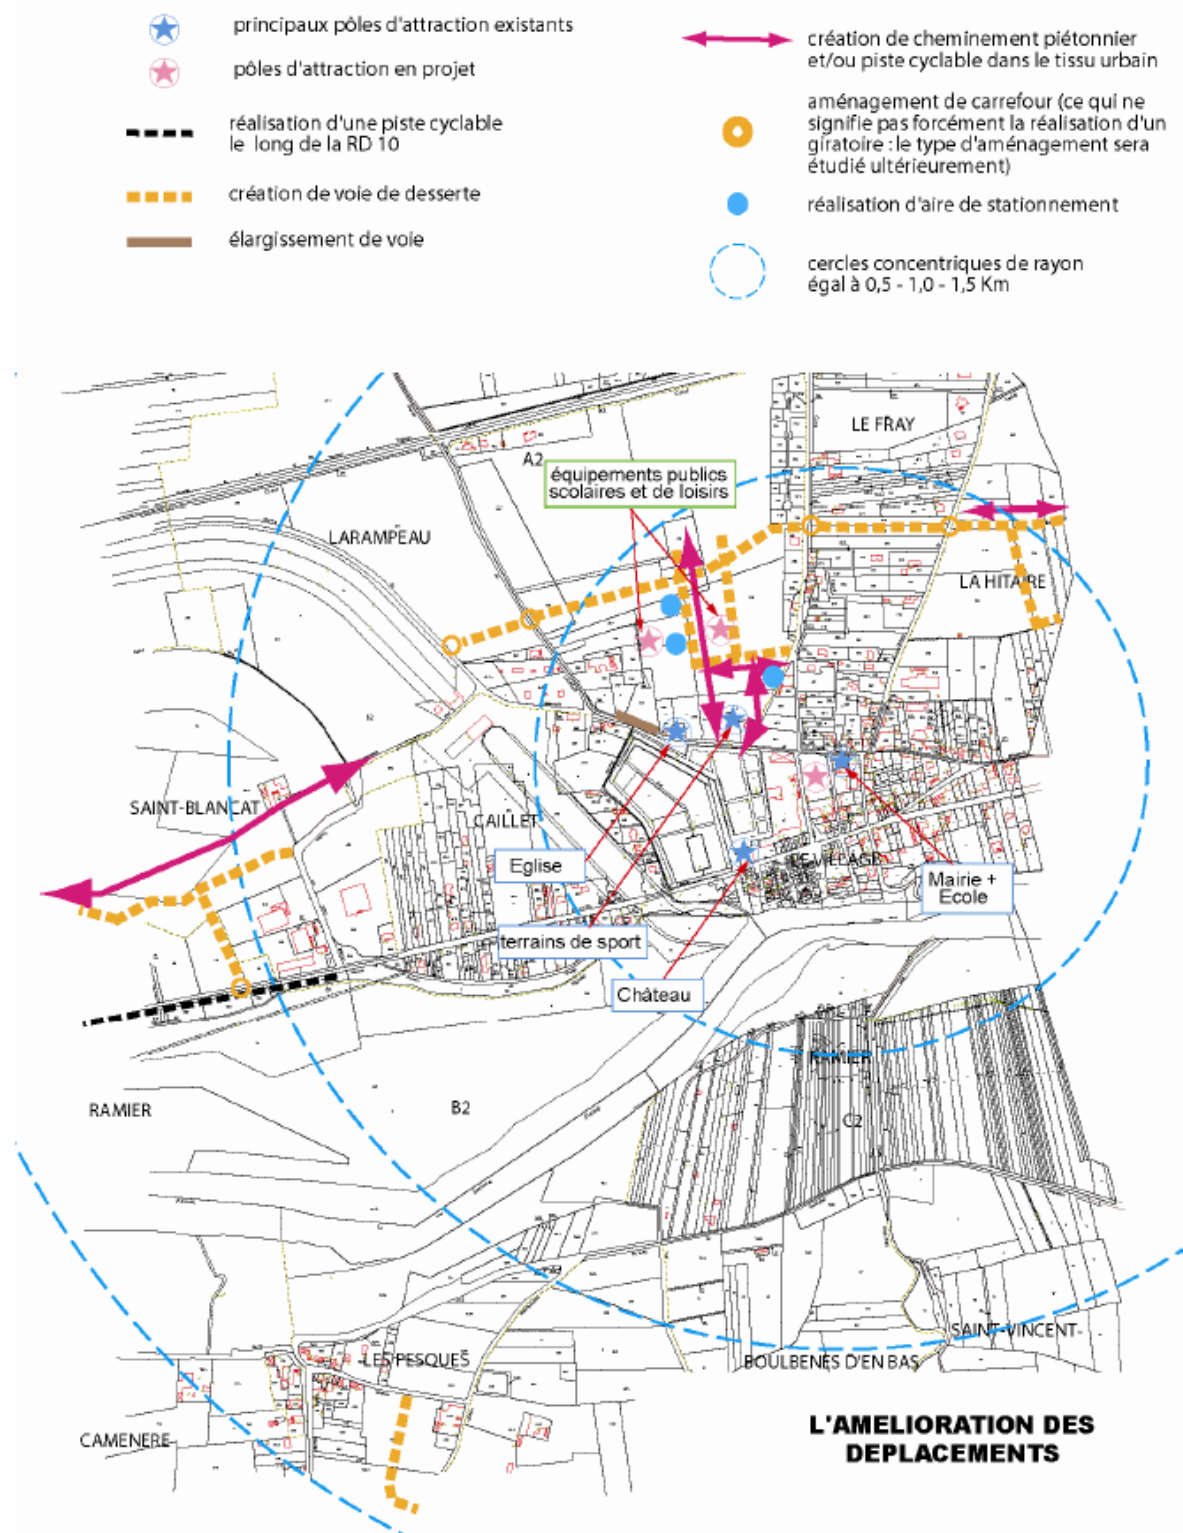 principaux pôles d'attraction existants
pôles d'attraction en projet
réalisation d'une piste cyclable
le long de la RD 10
création de voie de desserte
élargissement de voie
création de cheminement piétonnier
et/ou piste cyclable dans le tissu urbain
aménagement de carrefour (ce qui ne
signifie pas forcément la réalisation d'un
giratoire : le type d'aménagement sera
étudié ultérieurement)
réalisation d'aire de stationnement
cercles concentriques de rayon
égal à 0,5 - 1,0 - 1,5 Km
LE FRAY
A2
équipements publics
scolaires et de loisirs
LARAMPEAU
LA HITAIRE
SAINT-BLANCAT
CAILLET
Eglise
LE VILLAGE
Mairie +
Ecole
terrains de sport
Château
RAMIER
RAMIER
B2
C2
SAINT-VINCENT
LES PESQUES
BOULBENES D'EN BAS
CAMENERE
L'AMELIORATION DES
DEPLACEMENTS